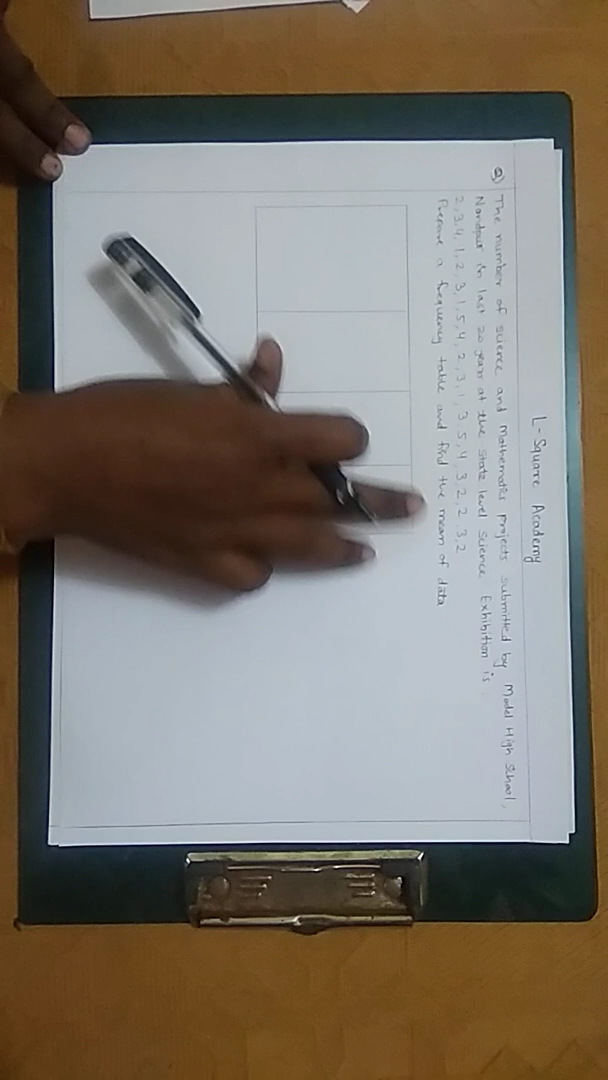 L-Square Academy
Q) The number of science and Mathematics projects submitted by Model High School,
Nandpur in last 20 years at the state level Science Exhibition is
2,3,4,1,2,3,1,5,4,2,3,1,3,5,4,3,2,2,3,2
Prepare a frequency table and find the mean of data